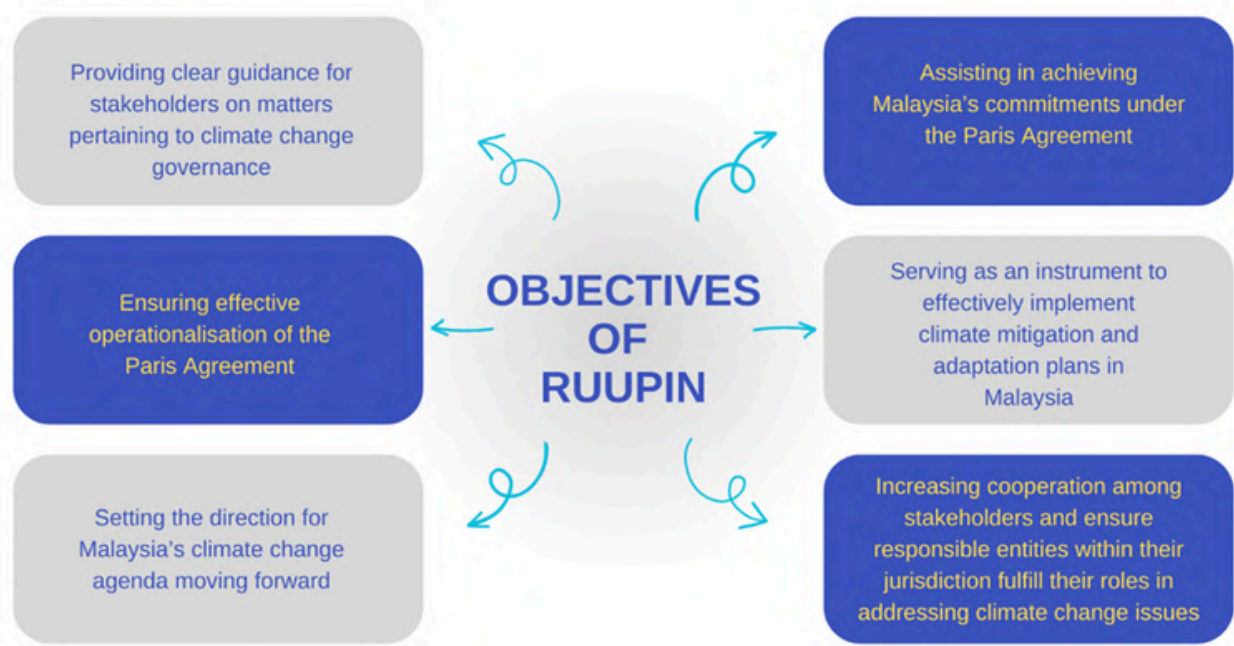 Providing clear guidance for
stakeholders on matters
pertaining to climate change
governance
Ensuring effective
operationalisation of the
Paris Agreement
Setting the direction for
Malaysia's climate change
agenda moving forward
OBJECTIVES
OF
RUUPIN
Assisting in achieving
Malaysia's commitments under
the Paris Agreement
Serving as an instrument to
effectively implement
climate mitigation and
adaptation plans in
Malaysia
Increasing cooperation among
stakeholders and ensure
responsible entities within their
jurisdiction fulfill their roles in
addressing climate change issues